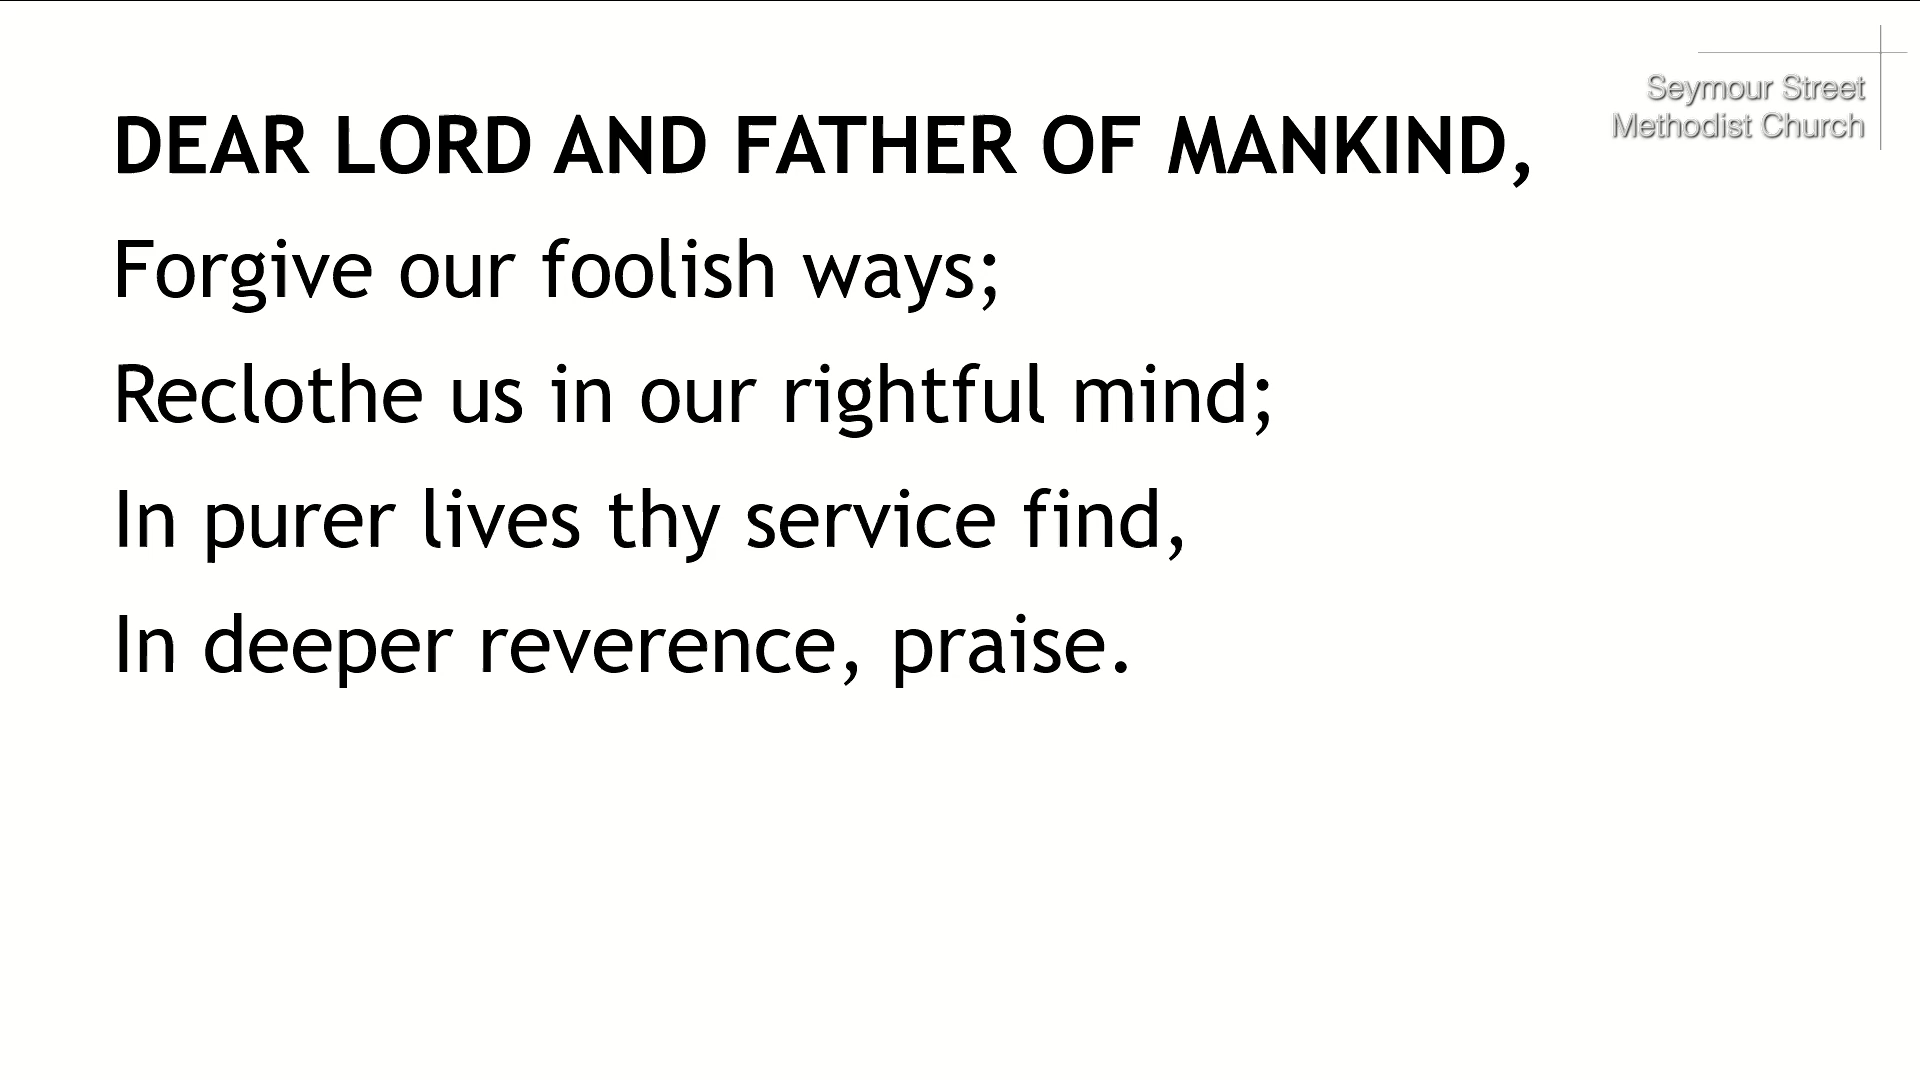 DEAR LORD AND FATHER OF MANKIND,
Forgive our foolish ways;
Reclothe us in our rightful mind;
In purer lives thy service find,
In deeper reverence, praise.
Seymour Street
Methodist Church